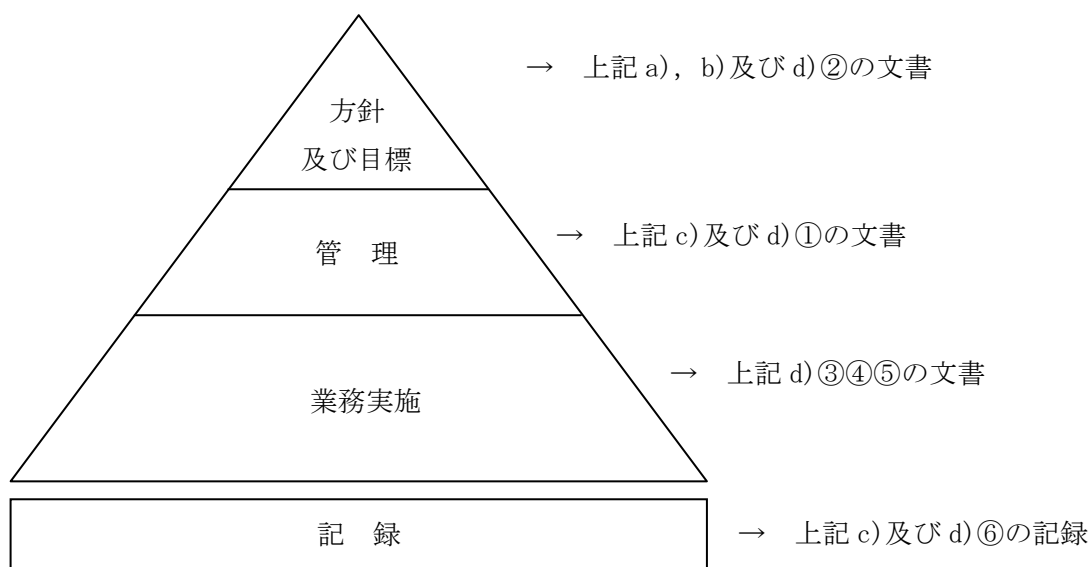 → 上記 a), b)及び d)②の文書
方針
及び目標
→ 上記 c)及び d)①の文書
管 理
→ 上記 d)③④⑤の文書
業務実施
記 録
→ 上記 c)及び d)⑥の記録